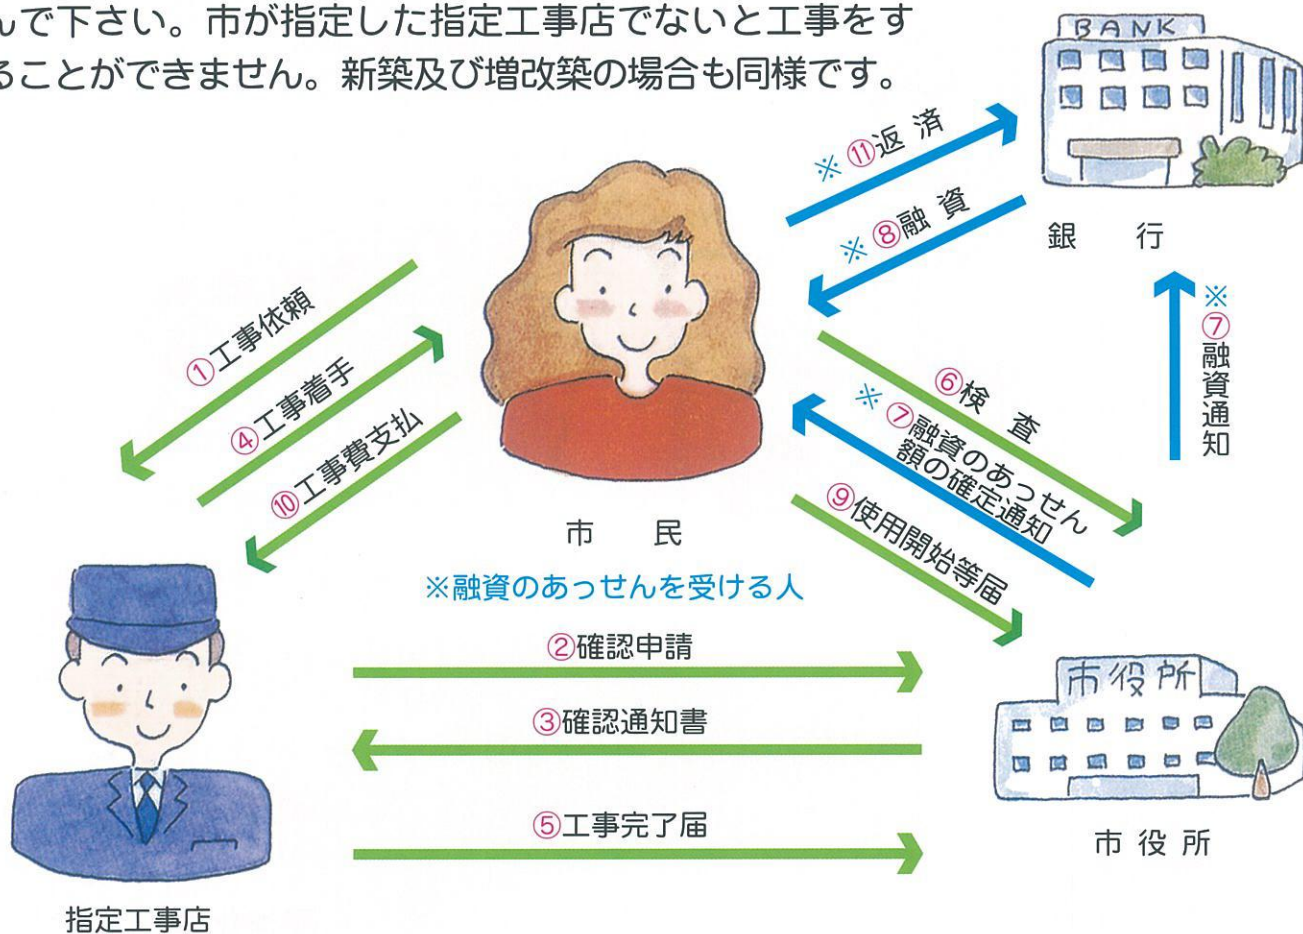 んで下さい。市が指定した指定工事店でないと工事をす
ることができません。新築及び増改築の場合も同様です。
BANK
銀 行
※⑪返済
※⑧融資
※⑦融資通知
①工事依頼
④工事着手
⑩工事費支払
⑥検 査
※⑦融資のあっせん
額の確定通知
⑨使用開始等届
市 民
※融資のあっせんを受ける人
②確認申請
③確認通知書
⑤工事完了届
市役所
市役所
指定工事店